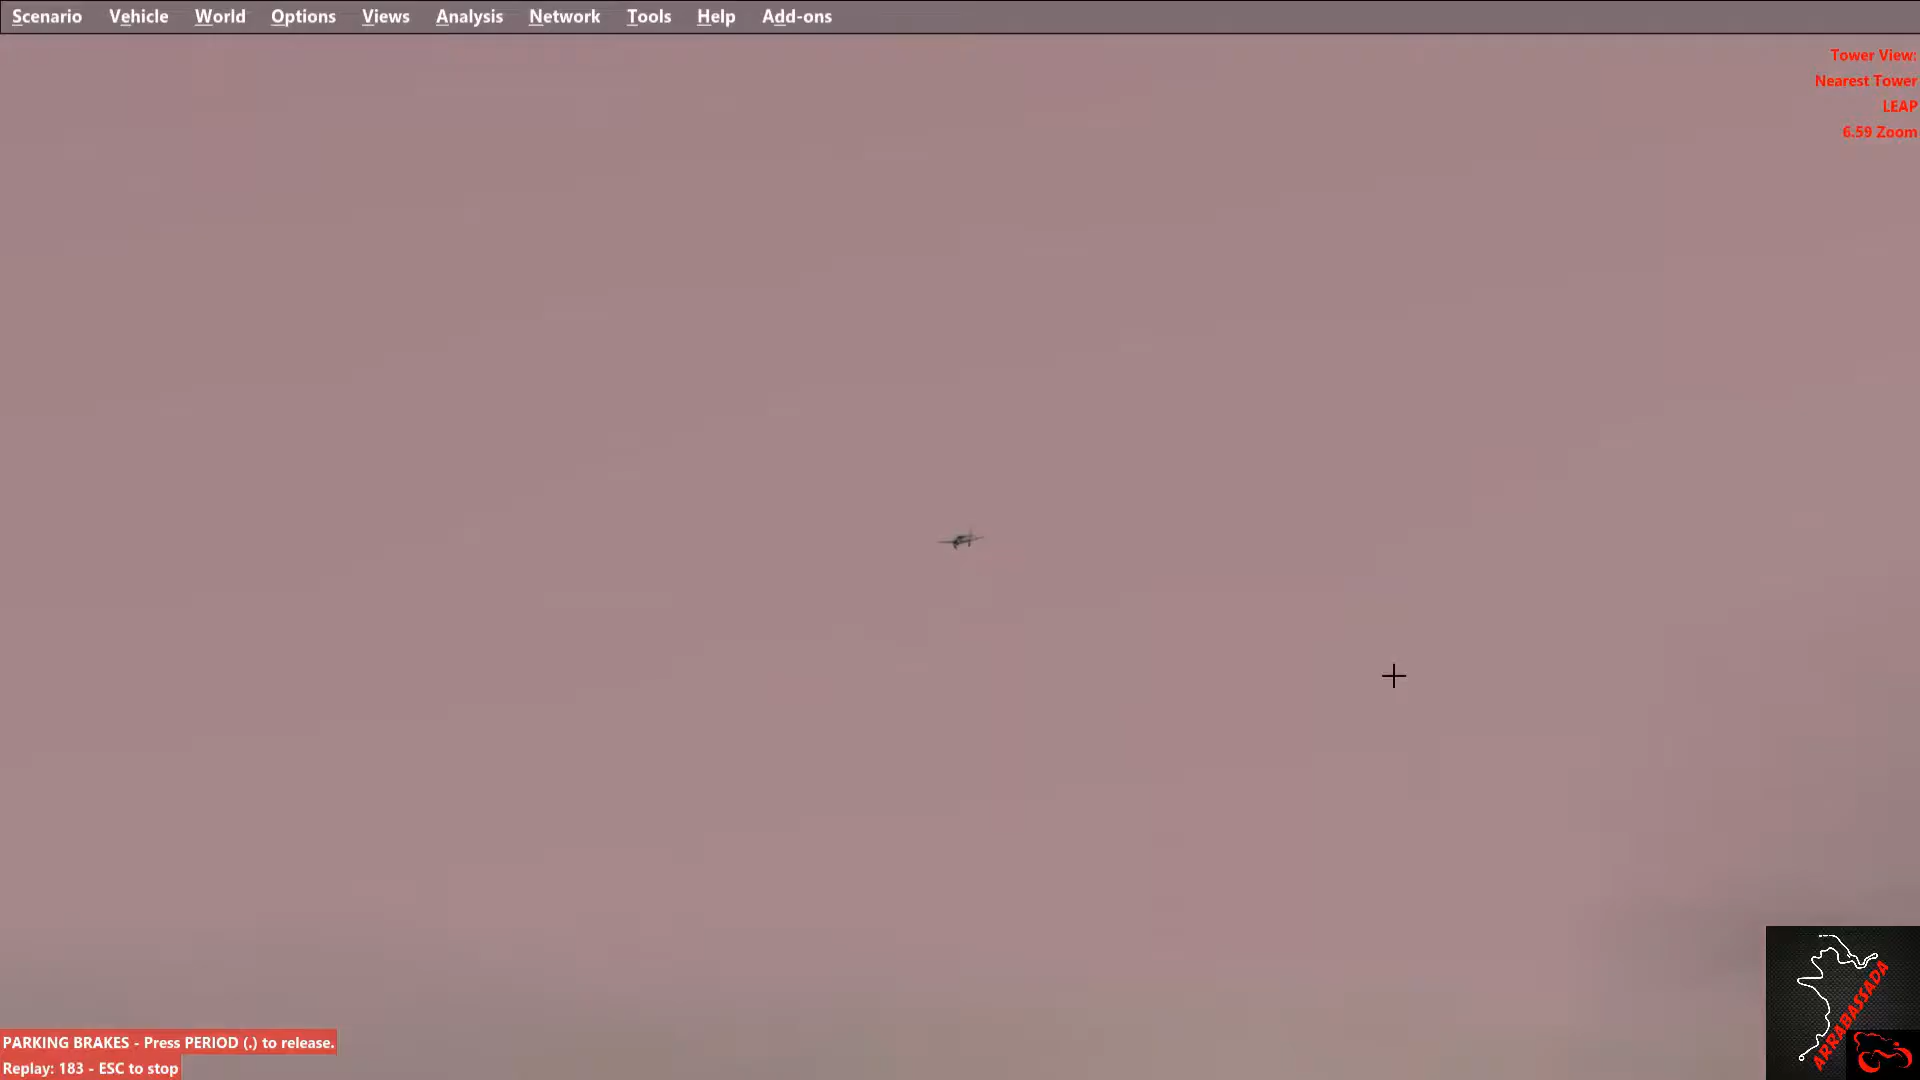 Scenario Vehicle World Options Views Analysis Network Tools Help Add-ons
Tower View:
Nearest Tower
LEAP
6.59 Zoom
PARKING BRAKES - Press PERIOD (.) to release.
Replay: 183 - ESC to stop
ARRABASSADA